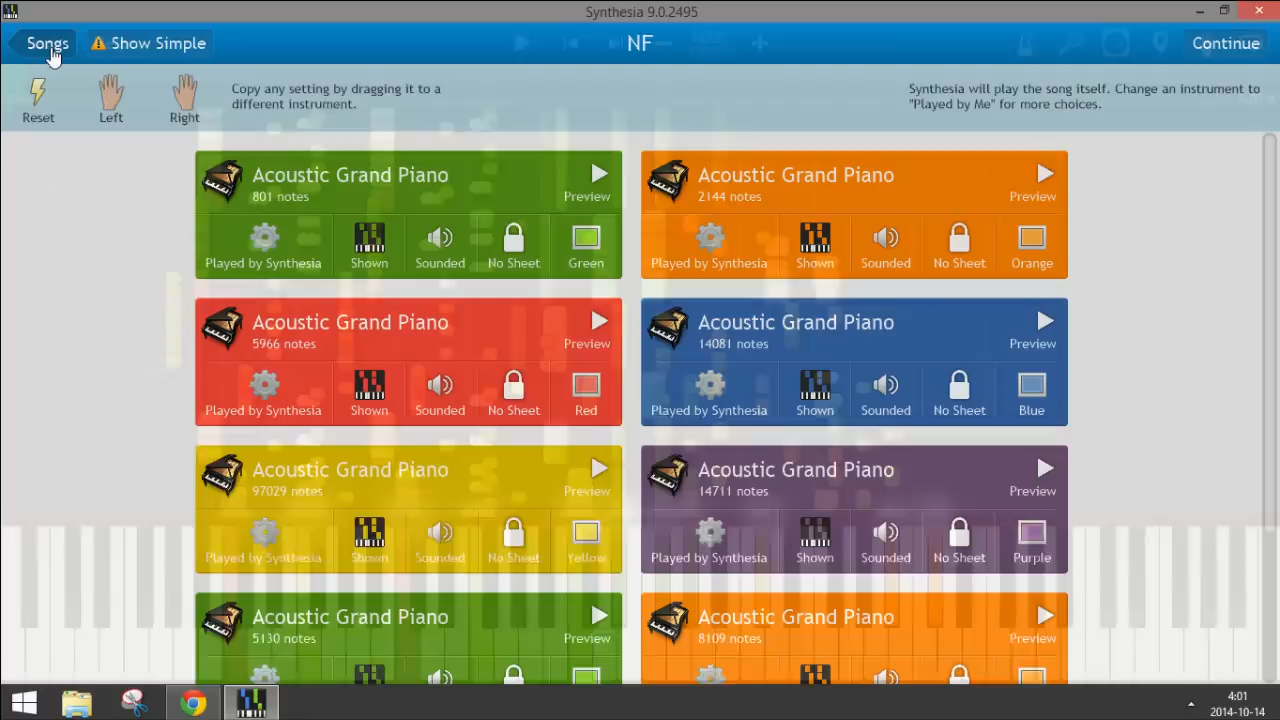 Synthesia 9.0.2495
Songs
Show Simple
NF
Continue
Reset
Left
Right
Copy any setting by dragging it to a
different instrument.
Synthesia will play the song itself. Change an instrument to
"Played by Me" for more choices.
Acoustic Grand Piano
801 notes
Preview
Played by Synthesia
Shown
Sounded
No Sheet
Green
Acoustic Grand Piano
2144 notes
Preview
Played by Synthesia
Shown
Sounded
No Sheet
Orange
Acoustic Grand Piano
5966 notes
Preview
Played by Synthesia
Shown
Sounded
No Sheet
Red
Acoustic Grand Piano
14081 notes
Preview
Played by Synthesia
Shown
Sounded
No Sheet
Blue
Acoustic Grand Piano
97029 notes
Preview
Played by Synthesia
Shown
Sounded
No Sheet
Yellow
Acoustic Grand Piano
14711 notes
Preview
Played by Synthesia
Shown
Sounded
No Sheet
Purple
Acoustic Grand Piano
5130 notes
Preview
Acoustic Grand Piano
8109 notes
Preview
4:01
2014-10-14